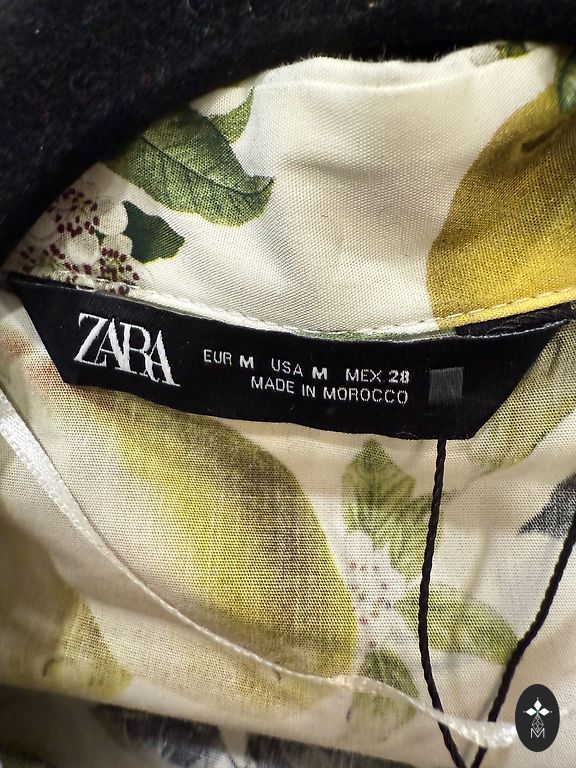 ZARA
EUR M USA M MEX 28
MADE IN MOROCCO
M